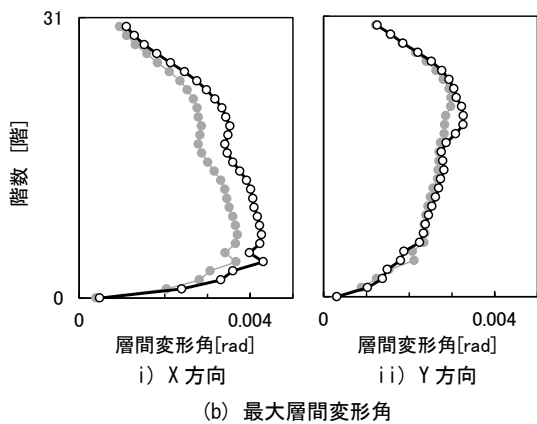 31
階数 [階]
0
0
0.004
0
0.004
層間変形角[rad]
層間変形角[rad]
i) X 方向
ii) Y 方向
(b) 最大層間変形角